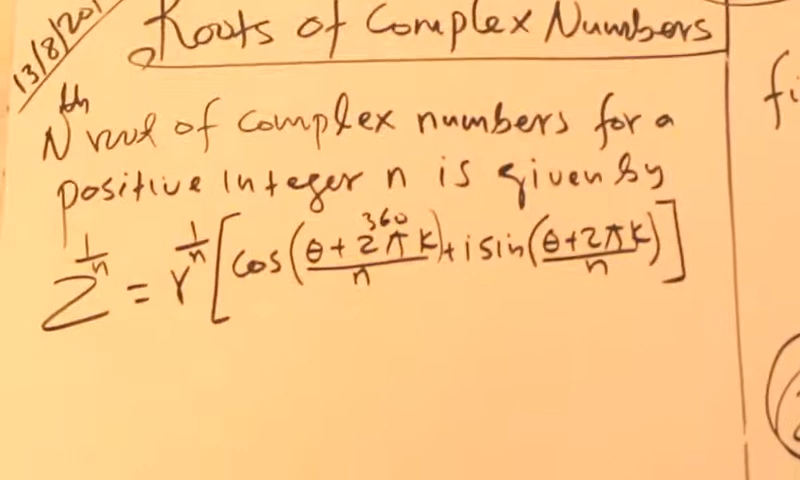 13/8/201
Roots of Complex Numbers
Nth root of complex numbers for a
positive Integer n is given by
360
Z^(1/n) = r^(1/n) [cos((θ+2πk)/n) + i sin((θ+2πk)/n)]